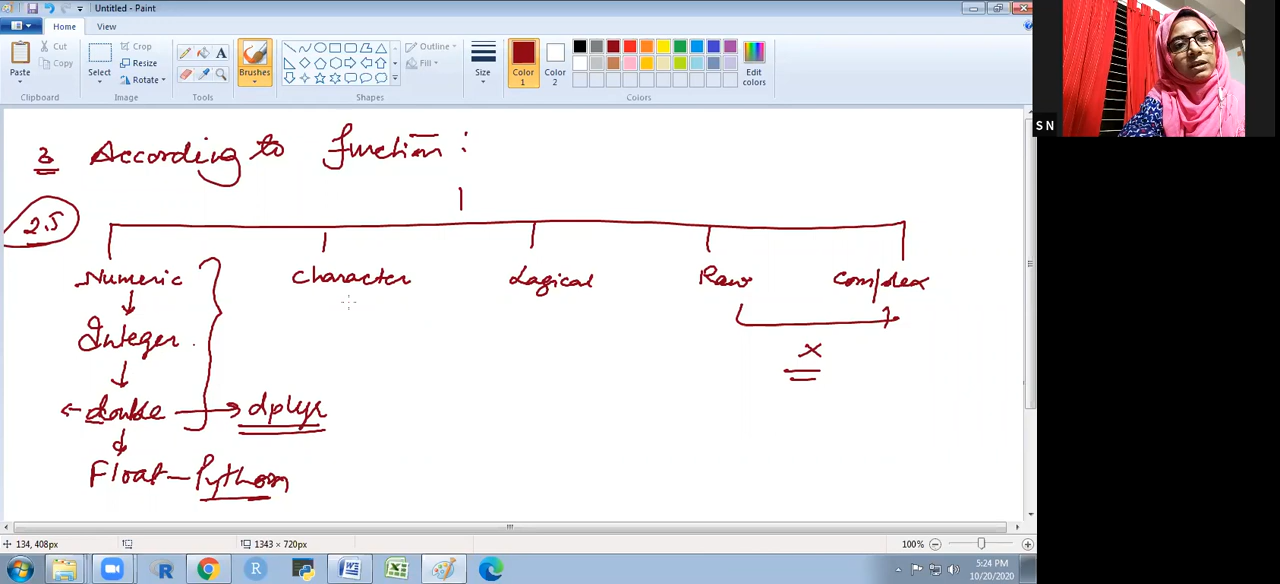 Untitled - Paint
Home View
Cut
Copy
Paste
Clipboard
Select
Crop
Resize
Rotate
Image
A
Tools
Brushes
Outline
Fill
Shapes
Size
Color 1
Color 2
Edit colors
Colors
S N
3 According to function :
2.5
Numeric Character Logical Raw Complex
Integer
double → dplyr
Float - Python
X
134, 408px 1343 × 720px 100%
R R W
5:24 PM
10/20/2020